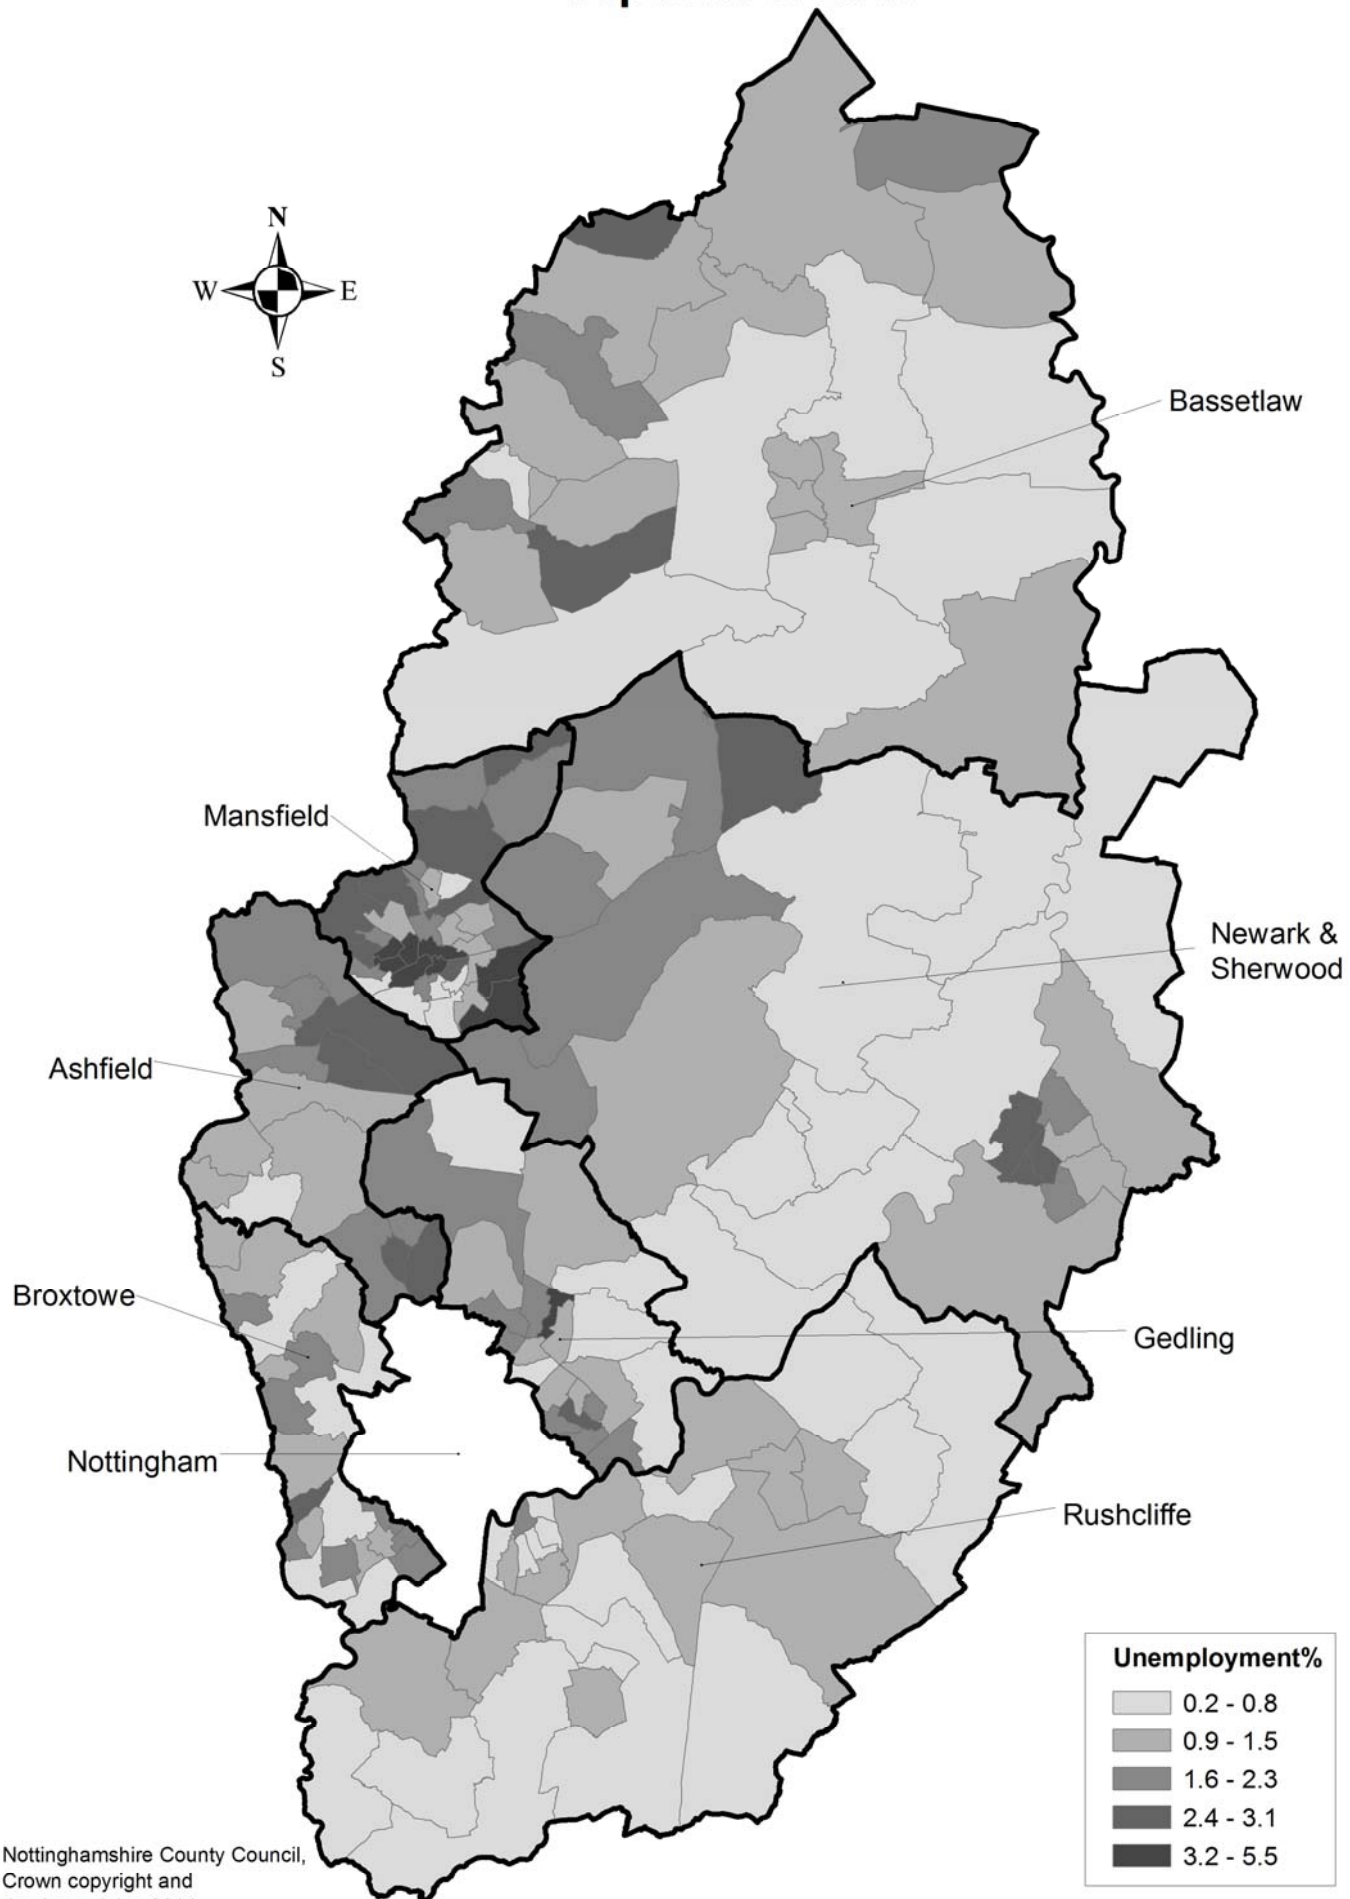 N
W E
S
Bassetlaw
Mansfield
Newark &
Sherwood
Ashfield
Broxtowe
Gedling
Nottingham
Rushcliffe
Unemployment%
0.2 - 0.8
0.9 - 1.5
1.6 - 2.3
2.4 - 3.1
3.2 - 5.5
Nottinghamshire County Council,
Crown copyright and